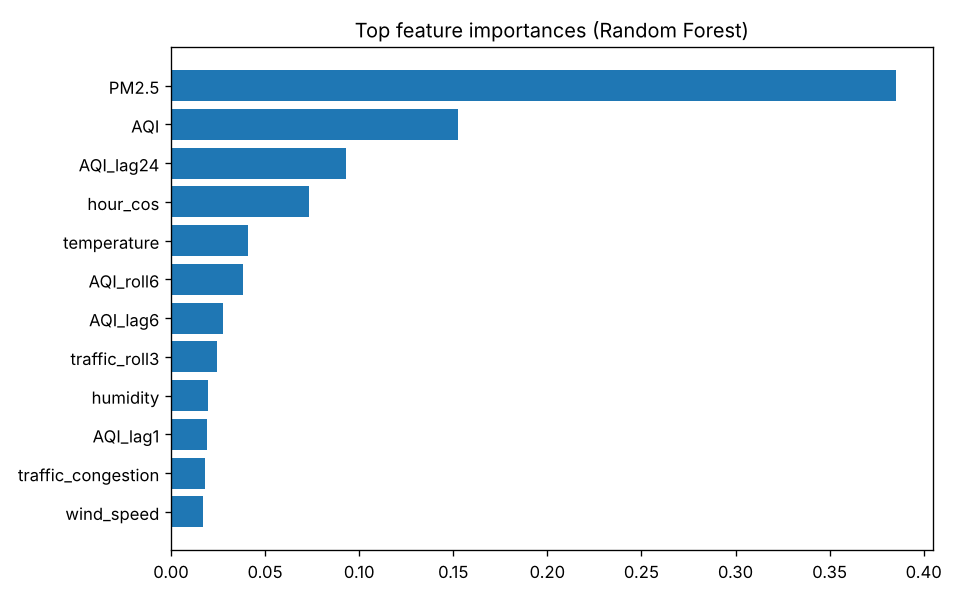 Top feature importances (Random Forest)
PM2.5
AQI
AQI_lag24
hour_cos
temperature
AQI_roll6
AQI_lag6
traffic_roll3
humidity
AQI_lag1
traffic_congestion
wind_speed
0.00 0.05 0.10 0.15 0.20 0.25 0.30 0.35 0.40